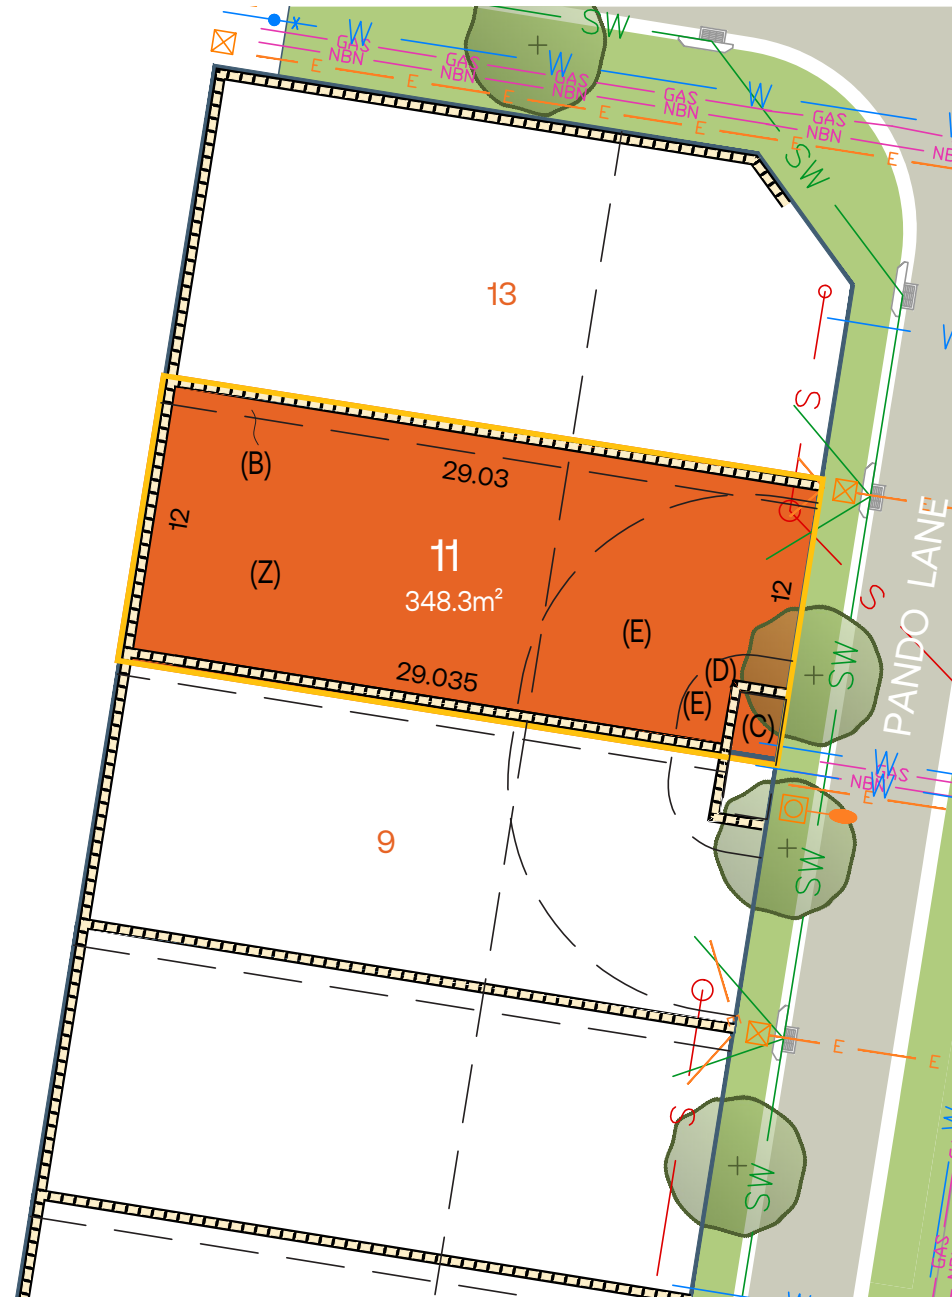 W
SW
GAS
NBN
W
GAS
NBN
GAS
NBN
W
GAS
NBN
GAS
NBN
E
E
E
E
E
E
E
SW
13
W
S
29.03
(B)
12
11
(Z)
348.3m²
12
(E)
29.035
(D)
(E)
(C)
S
SW
PANDO LANE
W
GAS
NBN
W
E
9
SW
E
E
S
SW
W
GAS
W